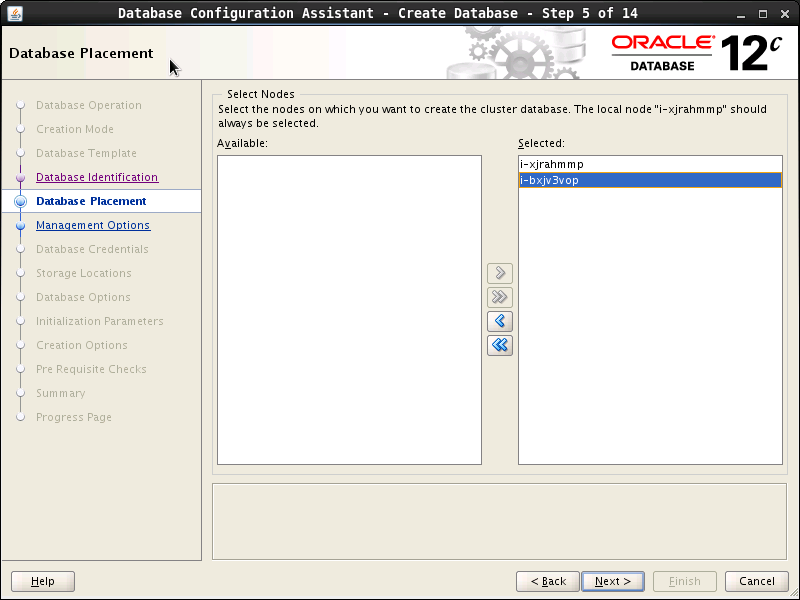 Database Configuration Assistant - Create Database - Step 5 of 14
Database Placement
ORACLE
DATABASE
12c
Database Operation
Creation Mode
Database Template
Database Identification
Database Placement
Management Options
Database Credentials
Storage Locations
Database Options
Initialization Parameters
Creation Options
Pre Requisite Checks
Summary
Progress Page
Select Nodes
Select the nodes on which you want to create the cluster database. The local node "i-xjrahmmp" should
always be selected.
Available:
Selected:
i-xjrahmmp
i-bxjv3vop
Help
< Back
Next >
Finish
Cancel